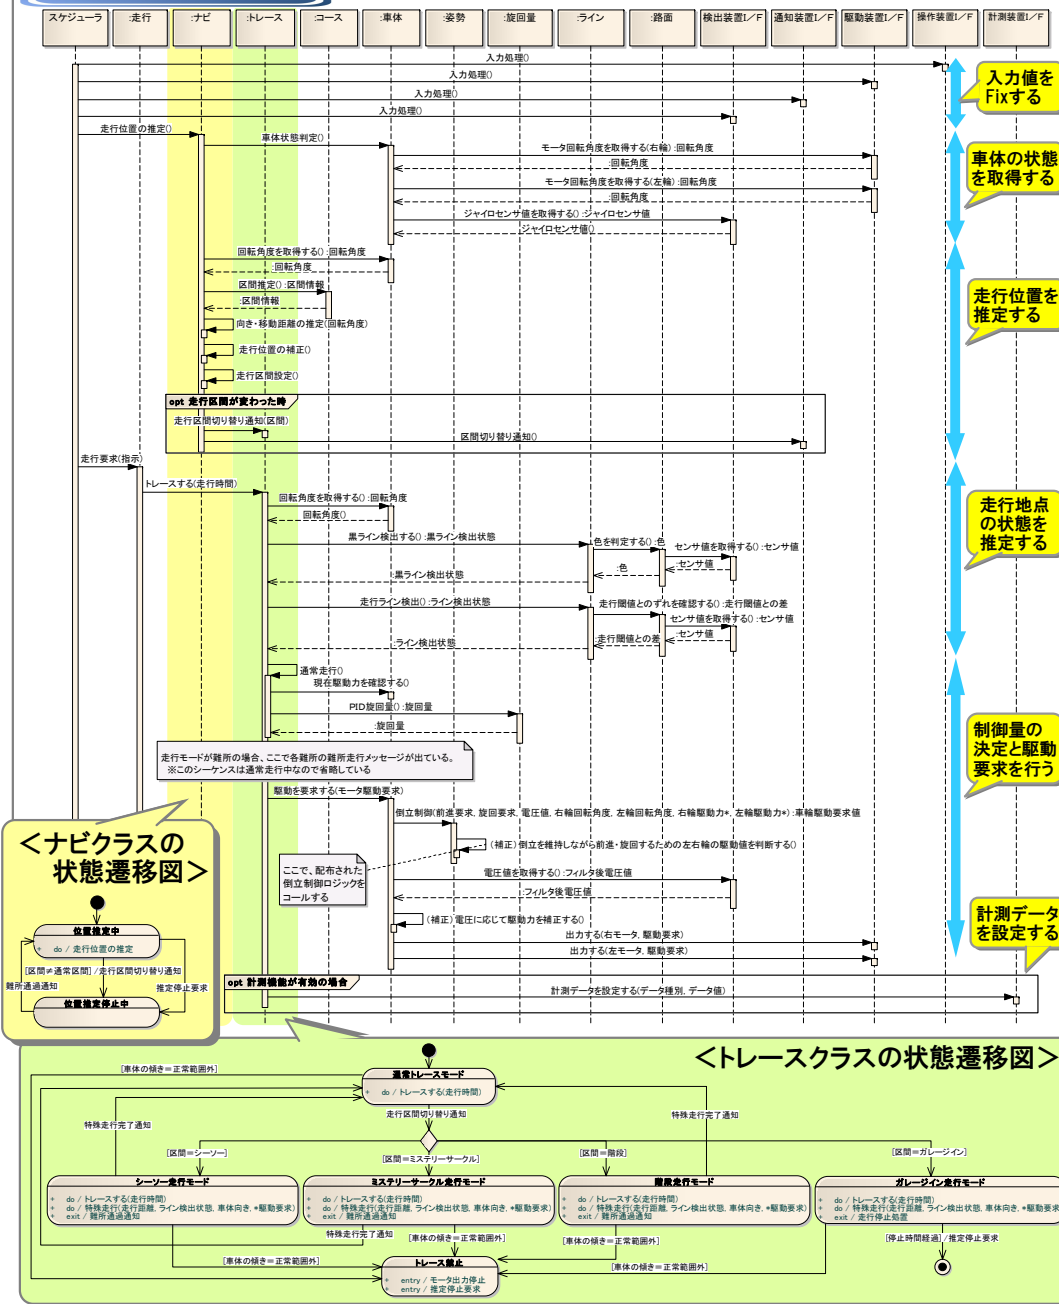 スケジューラ
:走行
:ナビ
:トレース
:コース
:車体
:姿勢
:旋回量
:ライン
:路面
検出装置I/F
通知装置I/F
駆動装置I/F
操作装置I/F
計測装置I/F
入力処理()
入力処理()
入力処理()
入力処理()
入力値を
Fixする
走行位置の推定()
車体状態判定()
モータ回転角度を取得する(右輪):回転角度
:回転角度
モータ回転角度を取得する(左輪):回転角度
:回転角度
ジャイロセンサ値を取得する():ジャイロセンサ値
ジャイロセンサ値()
車体の状態
を取得する
回転角度を取得する():回転角度
:回転角度
区間推定():区間情報
:区間情報
向き・移動距離の推定(回転角度)
走行位置の補正()
走行区間設定()
走行位置を
推定する
opt 走行区間が変わった時
走行区間切り替り通知(区間)
区間切り替り通知()
走行要求(指示)
トレースする(走行時間)
回転角度を取得する():回転角度
回転角度()
黒ライン検出する():黒ライン検出状態
色を判定する():色
センサ値を取得する():センサ値
:センサ値
:色
:黒ライン検出状態
走行ライン検出():ライン検出状態
走行閾値とのずれを確認する():走行閾値との差
センサ値を取得する():センサ値
:センサ値
:走行閾値との差
:ライン検出状態
走行地点
の状態を
推定する
通常走行()
現在駆動力を確認する()
PID旋回量():旋回量
:旋回量
走行モードが難所の場合、ここで各難所の難所走行メッセージが出ている。
※このシーケンスは通常走行中なので省略している
制御量の
決定と駆動
要求を行う
駆動を要求する(モータ駆動要求)
倒立制御(前進要求, 旋回要求, 電圧値, 右輪回転角度, 左輪回転角度, 右輪駆動力*, 左輪駆動力*):車輪駆動要求値
(補正)倒立を維持しながら前進・旋回するための左右輪の駆動値を判断する()
ここで、配布された
倒立制御ロジックを
コールする
電圧値を取得する():フィルタ後電圧値
:フィルタ後電圧値
(補正)電圧に応じて駆動力を補正する()
出力する(右モータ, 駆動要求)
出力する(左モータ, 駆動要求)
opt 計測機能が有効の場合
計測データを設定する(データ種別, データ値)
計測データ
を設定する
＜ナビクラスの
状態遷移図＞
位置推定中
+ do / 走行位置の推定
[区間≠通常区間] /走行区間切り替り通知
難所通過通知
推定停止要求
位置推定停止中
＜トレースクラスの状態遷移図＞
[車体の傾き＝正常範囲外]
通常トレースモード
+ do / トレースする(走行時間)
走行区間切り替り通知
特殊走行完了通知
特殊走行完了通知
[区間＝シーソー]
[区間＝ミステリーサークル]
[区間＝階段]
[区間＝ガレージイン]
シーソー走行モード
+ do / トレースする(走行時間)
+ do / 特殊走行(走行距離, ライン検出状態, 車体向き, *駆動要求)
+ exit / 難所通過通知
ミステリーサークル走行モード
+ do / トレースする(走行時間)
+ do / 特殊走行(走行距離, ライン検出状態, 車体向き, *駆動要求)
+ exit / 難所通過通知
階段走行モード
+ do / トレースする(走行時間)
+ do / 特殊走行(走行距離, ライン検出状態, 車体向き, *駆動要求)
+ exit / 難所通過通知
ガレージイン走行モード
+ do / トレースする(走行時間)
+ do / 特殊走行(走行距離, ライン検出状態, 車体向き, *駆動要求
+ exit / 走行停止処置
特殊走行完了通知
[車体の傾き＝正常範囲外]
[車体の傾き＝正常範囲外]
[停止時間経過] /推定停止要求
[車体の傾き＝正常範囲外]
[車体の傾き＝正常範囲外]
トレース禁止
+ entry / モータ出力停止
+ entry / 推定停止要求